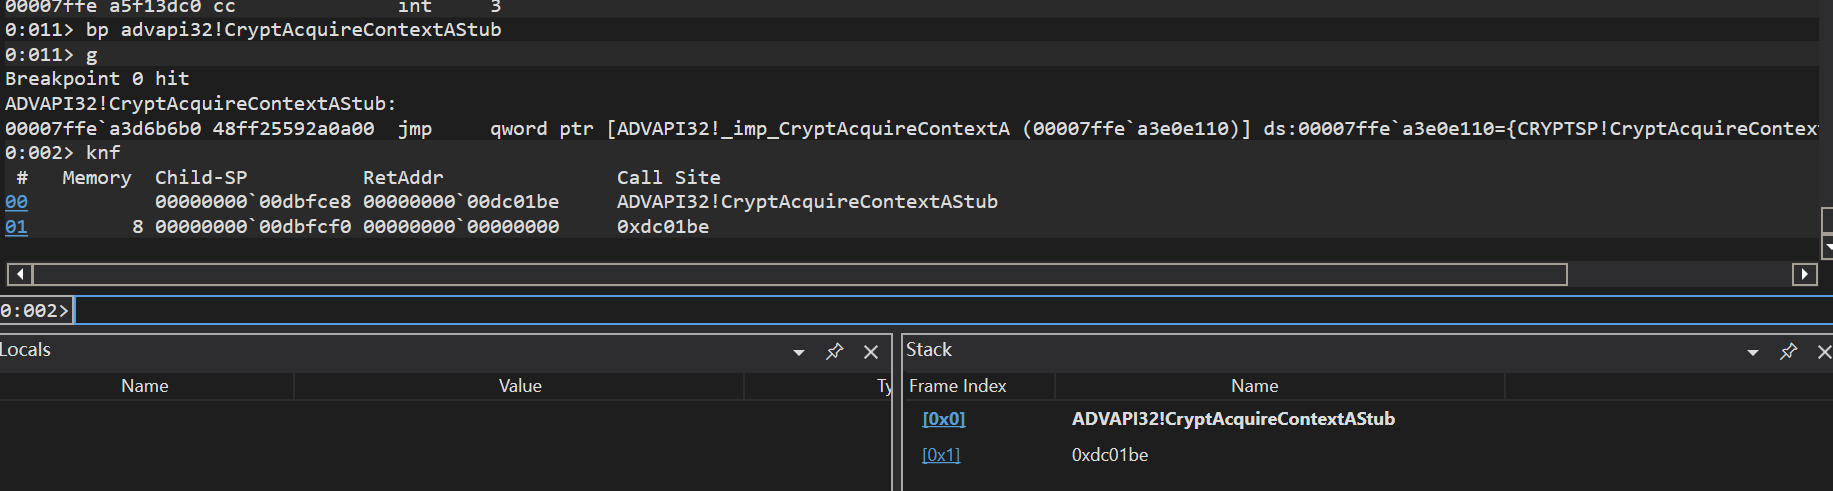 00007ffe`a5f13dc0 cc int 3
0:011> bp advapi32!CryptAcquireContextAStub
0:011> g
Breakpoint 0 hit
ADVAPI32!CryptAcquireContextAStub:
00007ffe`a3d6b6b0 48ff25592a0a00 jmp qword ptr [ADVAPI32!_imp_CryptAcquireContextA (00007ffe`a3e0e110)] ds:00007ffe`a3e0e110={CRYPTSP!CryptAcquireContex
0:002> knf
# Memory Child-SP RetAddr Call Site
00 00000000`00dbfce8 00000000`00dc01be ADVAPI32!CryptAcquireContextAStub
01 8 00000000`00dbfcf0 00000000`00000000 0xdc01be
0:002>
Locals
Name Value Ty
Stack
Frame Index Name
[0x0] ADVAPI32!CryptAcquireContextAStub
[0x1] 0xdc01be